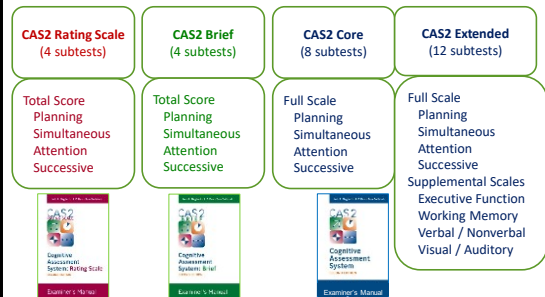 CAS2 Rating Scale
(4 subtests)
Total Score
Planning
Simultaneous
Attention
Successive
CAS2
Cognitive
Assessment
System: Rating Scale
Examiner's Manual
CAS2 Brief
(4 subtests)
Total Score
Planning
Simultaneous
Attention
Successive
CAS2
Cognitive
Assessment
System: Brief
Examiner's Manual
CAS2 Core
(8 subtests)
Full Scale
Planning
Simultaneous
Attention
Successive
CAS2
Cognitive
Assessment
System
Examiner's Manual
CAS2 Extended
(12 subtests)
Full Scale
Planning
Simultaneous
Attention
Successive
Supplemental Scales
Executive Function
Working Memory
Verbal / Nonverbal
Visual / Auditory